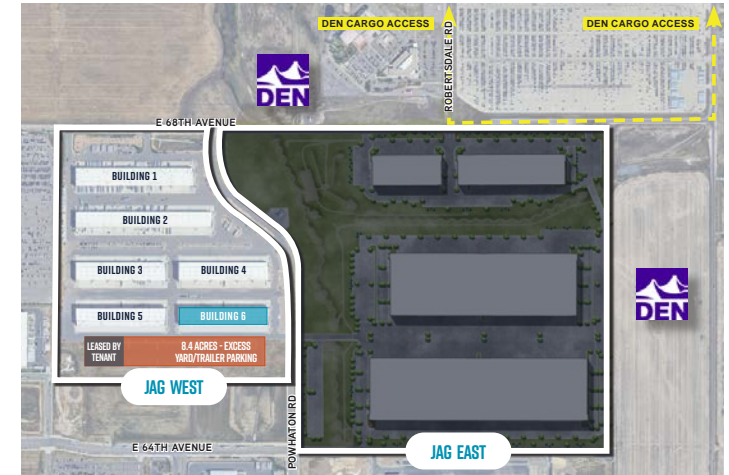 DEN CARGO ACCESS
DEN CARGO ACCESS
ROBERTSDALE RD
DEN
E 68TH AVENUE
BUILDING 1
BUILDING 2
BUILDING 3
BUILDING 4
DEN
BUILDING 5
BUILDING 6
LEASED BY
TENANT
8.4 ACRES - EXCESS
YARD/TRAILER PARKING
JAG WEST
POWHATON RD
E 64TH AVENUE
JAG EAST